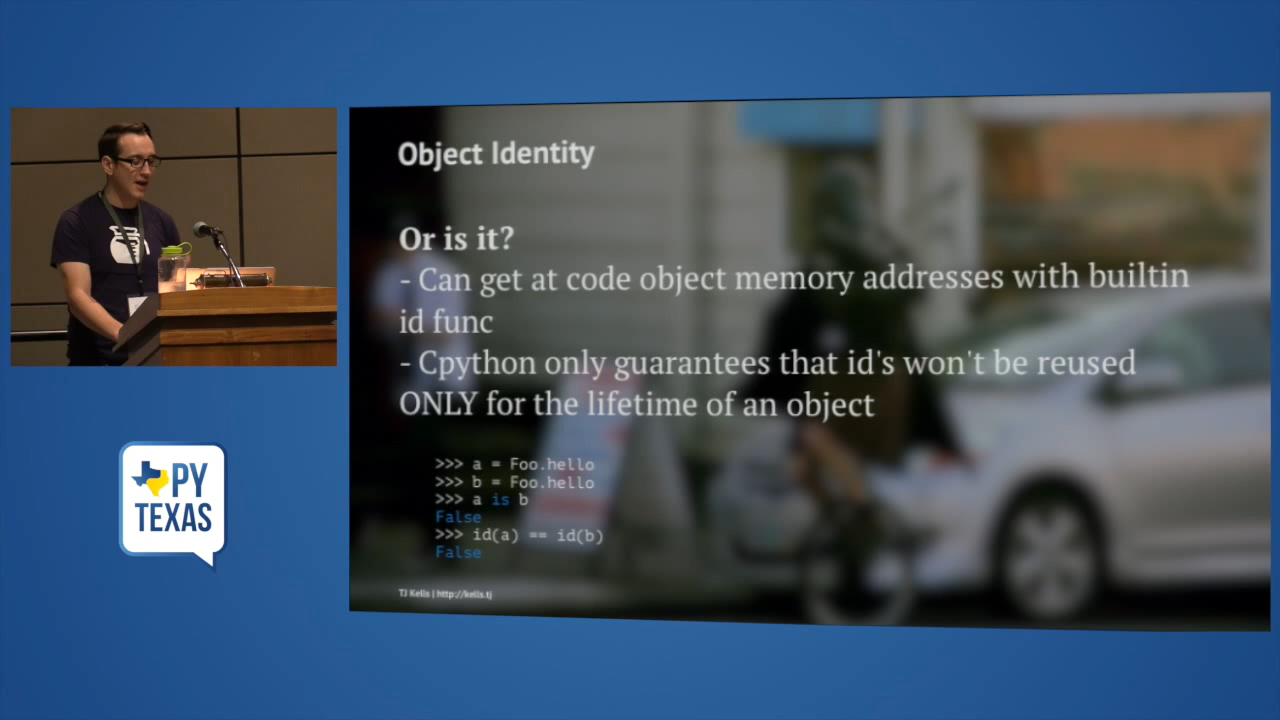 Object Identity
Or is it?
- Can get at code object memory addresses with builtin
id func
- Cpython only guarantees that id's won't be reused
ONLY for the lifetime of an object
>>> a = Foo.hello
>>> b = Foo.hello
>>> a is b
False
>>> id(a) == id(b)
False
TJ Kells | http://kells.tj
PY
TEXAS